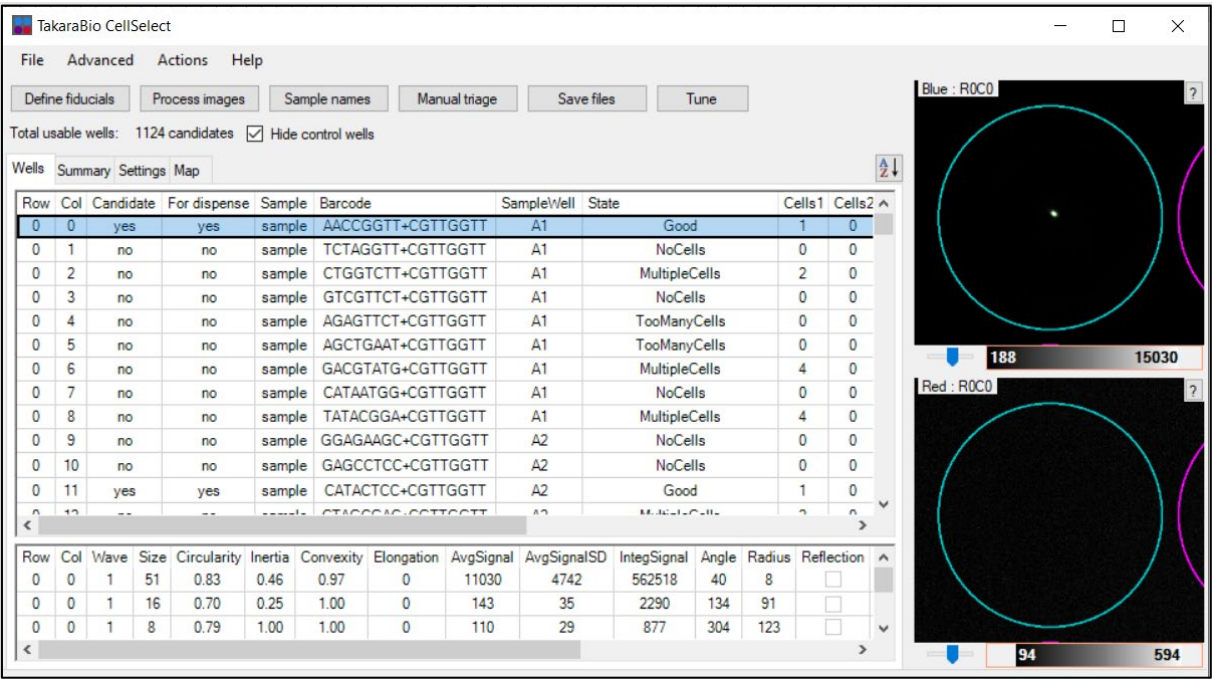 TakaraBio CellSelect
File Advanced Actions Help
Define fiducials Process images Sample names Manual triage Save files Tune
Total usable wells: 1124 candidates Hide control wells
Wells Summary Settings Map
Row Col Candidate For dispense Sample Barcode SampleWell State Cells1 Cells2
0 0 yes yes sample AACCGGTT+CGTTGGTT A1 Good 1 0
0 1 no no sample TCTAGGTT+CGTTGGTT A1 NoCells 0 0
0 2 no no sample CTGGTCTT+CGTTGGTT A1 MultipleCells 2 0
0 3 no no sample GTCGTTCT+CGTTGGTT A1 NoCells 0 0
0 4 no no sample AGAGTTCT+CGTTGGTT A1 TooManyCells 0 0
0 5 no no sample AGCTGAAT+CGTTGGTT A1 TooManyCells 0 0
0 6 no no sample GACGTATG+CGTTGGTT A1 MultipleCells 4 0
0 7 no no sample CATAATGG+CGTTGGTT A1 NoCells 0 0
0 8 no no sample TATACGGA+CGTTGGTT A1 MultipleCells 4 0
0 9 no no sample GGAGAAGC+CGTTGGTT A2 NoCells 0 0
0 10 no no sample GAGCCTCC+CGTTGGTT A2 NoCells 0 0
0 11 yes yes sample CATACTCC+CGTTGGTT A2 Good 1 0
Row Col Wave Size Circularity Inertia Convexity Elongation AvgSignal AvgSignalSD IntegSignal Angle Radius Reflection
0 0 1 51 0.83 0.46 0.97 0 11030 4742 562518 40 8
0 0 1 16 0.70 0.25 1.00 0 143 35 2290 134 91
0 0 1 8 0.79 1.00 1.00 0 110 29 877 304 123
Blue : R0C0 ?
188 15030
Red : R0C0 ?
94 594